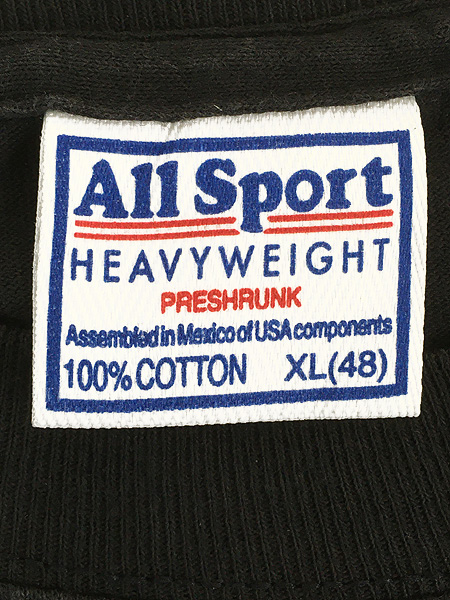 All Sport
HEAVYWEIGHT
PRESHRUNK
Assembled in Mexico of USA components
100% COTTON XL(48)